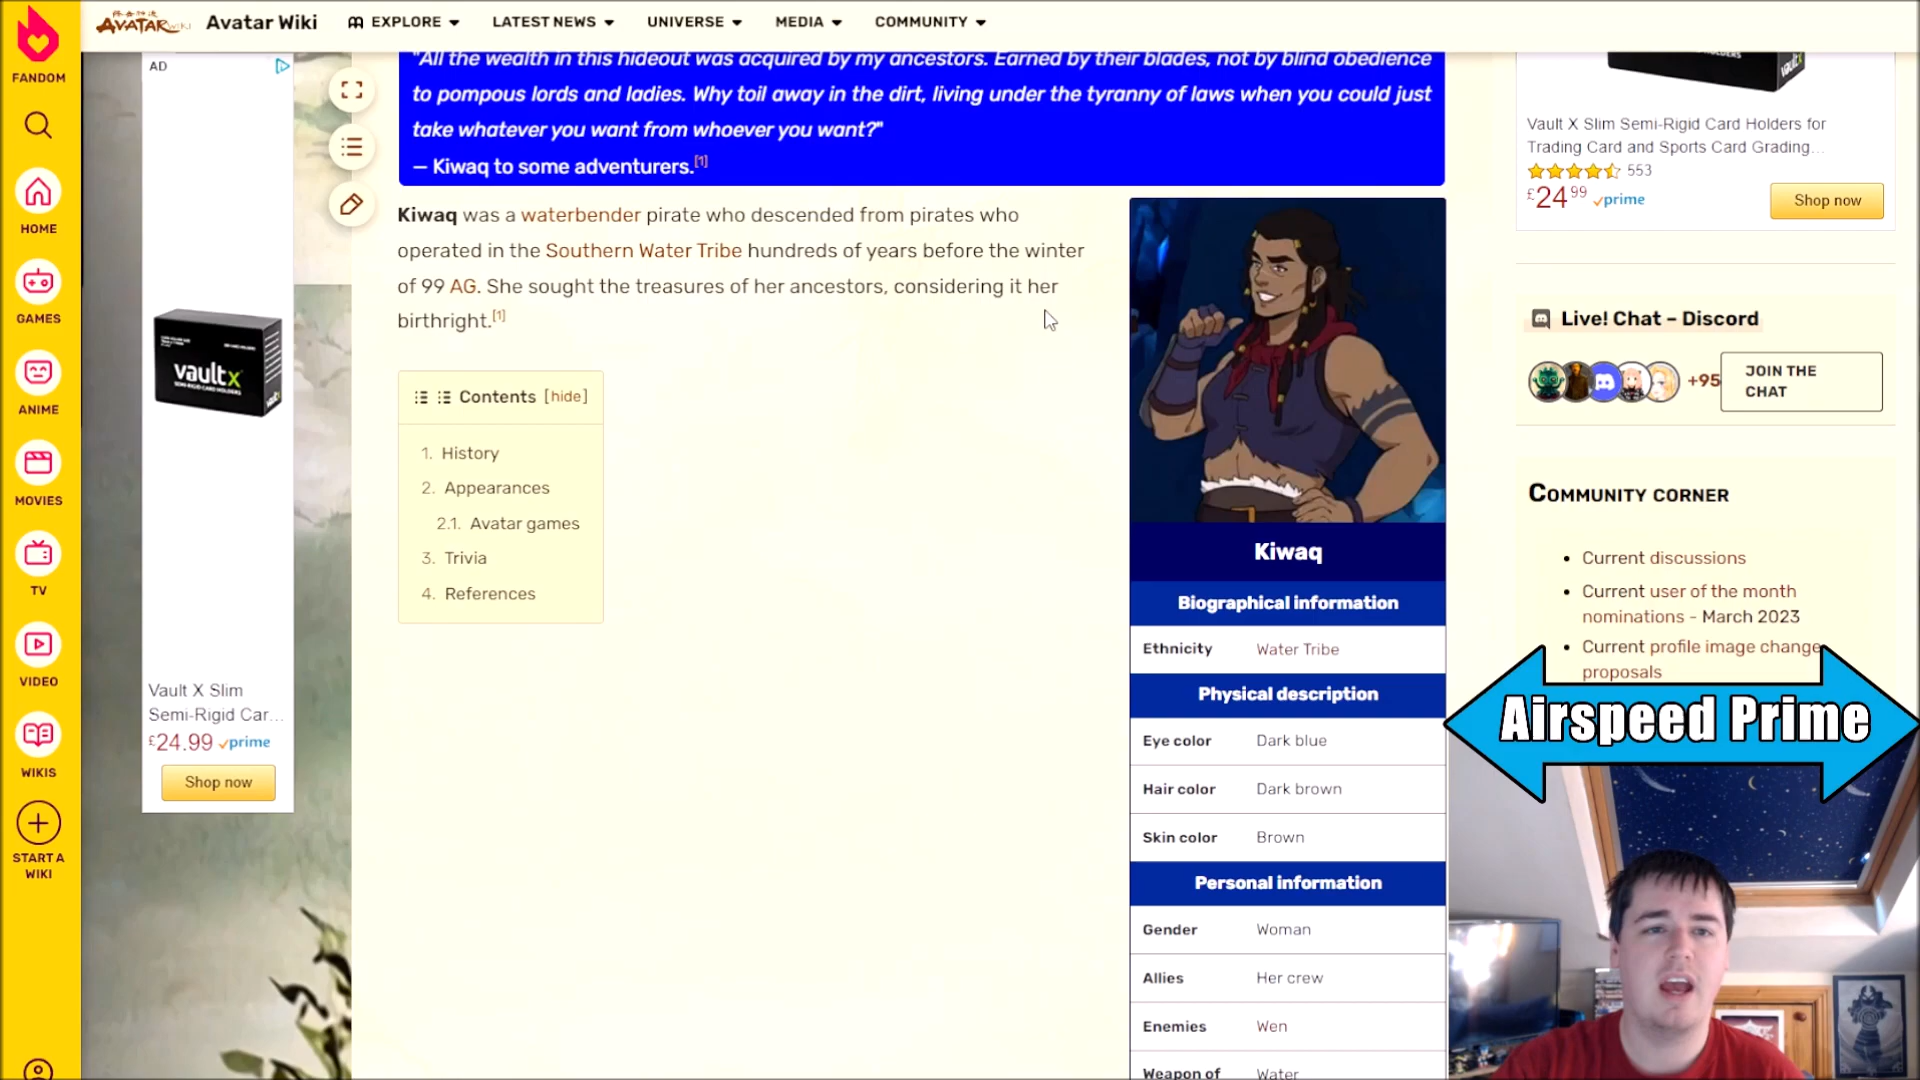 AVATAR wiki
Avatar Wiki
EXPLORE
LATEST NEWS
UNIVERSE
MEDIA
COMMUNITY
FANDOM
HOME
GAMES
ANIME
MOVIES
TV
VIDEO
WIKIS
START A
WIKI
AD
vaultx
Vault X Slim
Semi-Rigid Car...
£24.99 prime
Shop now
"All the wealth in this hideout was acquired by my ancestors. Earned by their blades, not by blind obedience
to pompous lords and ladies. Why toil away in the dirt, living under the tyranny of laws when you could just
take whatever you want from whoever you want?"
— Kiwaq to some adventurers.[1]
Kiwaq was a waterbender pirate who descended from pirates who
operated in the Southern Water Tribe hundreds of years before the winter
of 99 AG. She sought the treasures of her ancestors, considering it her
birthright.[1]
Contents [hide]
1. History
2. Appearances
2.1. Avatar games
3. Trivia
4. References
Kiwaq
Biographical information
Ethnicity Water Tribe
Physical description
Eye color Dark blue
Hair color Dark brown
Skin color Brown
Personal information
Gender Woman
Allies Her crew
Enemies Wen
Weapon of Water
vaultx
Vault X Slim Semi-Rigid Card Holders for
Trading Card and Sports Card Grading...
553
£24.99 prime
Shop now
Live! Chat – Discord
+95
JOIN THE
CHAT
COMMUNITY CORNER
• Current discussions
• Current user of the month
nominations - March 2023
• Current profile image change
proposals
Airspeed Prime